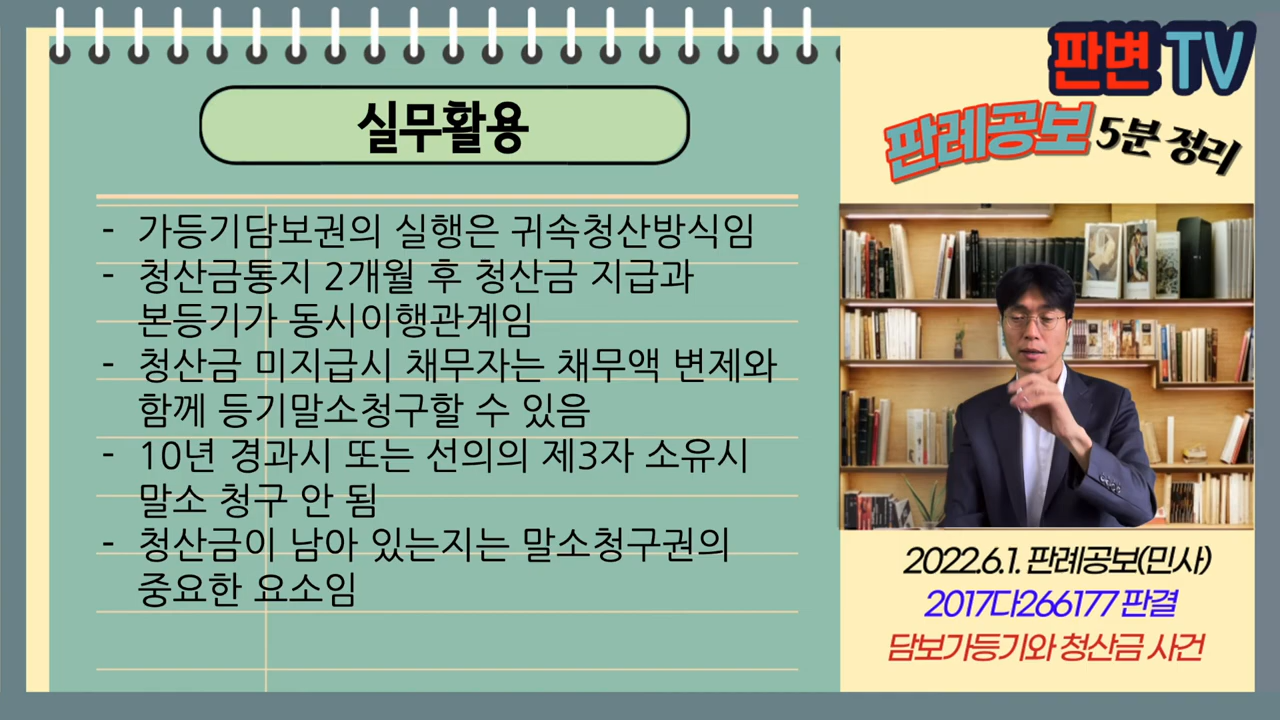 실무활용
- 가등기담보권의 실행은 귀속청산방식임
- 청산금통지 2개월 후 청산금 지급과
본등기가 동시이행관계임
- 청산금 미지급시 채무자는 채무액 변제와
함께 등기말소청구할 수 있음
- 10년 경과시 또는 선의의 제3자 소유시
말소 청구 안 됨
- 청산금이 남아 있는지는 말소청구권의
중요한 요소임
판변 TV
판례공보 5분 정리
2022.6.1. 판례공보(민사)
2017다266177 판결
담보가등기와 청산금 사건